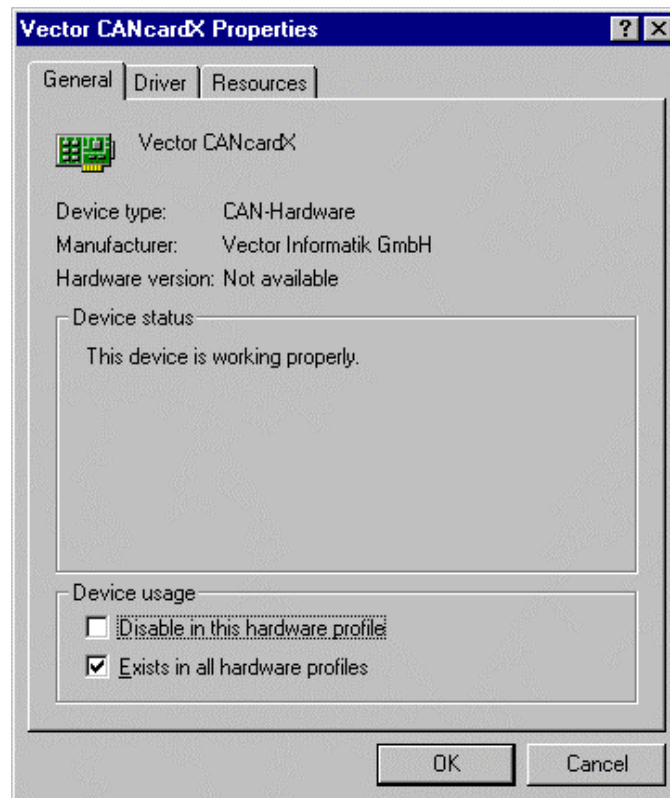 Vector CANcardX Properties
General
Driver
Resources
Vector CANcardX
Device type: CAN-Hardware
Manufacturer: Vector Informatik GmbH
Hardware version: Not available
Device status
This device is working properly.
Device usage
Disable in this hardware profile
Exists in all hardware profiles
OK
Cancel